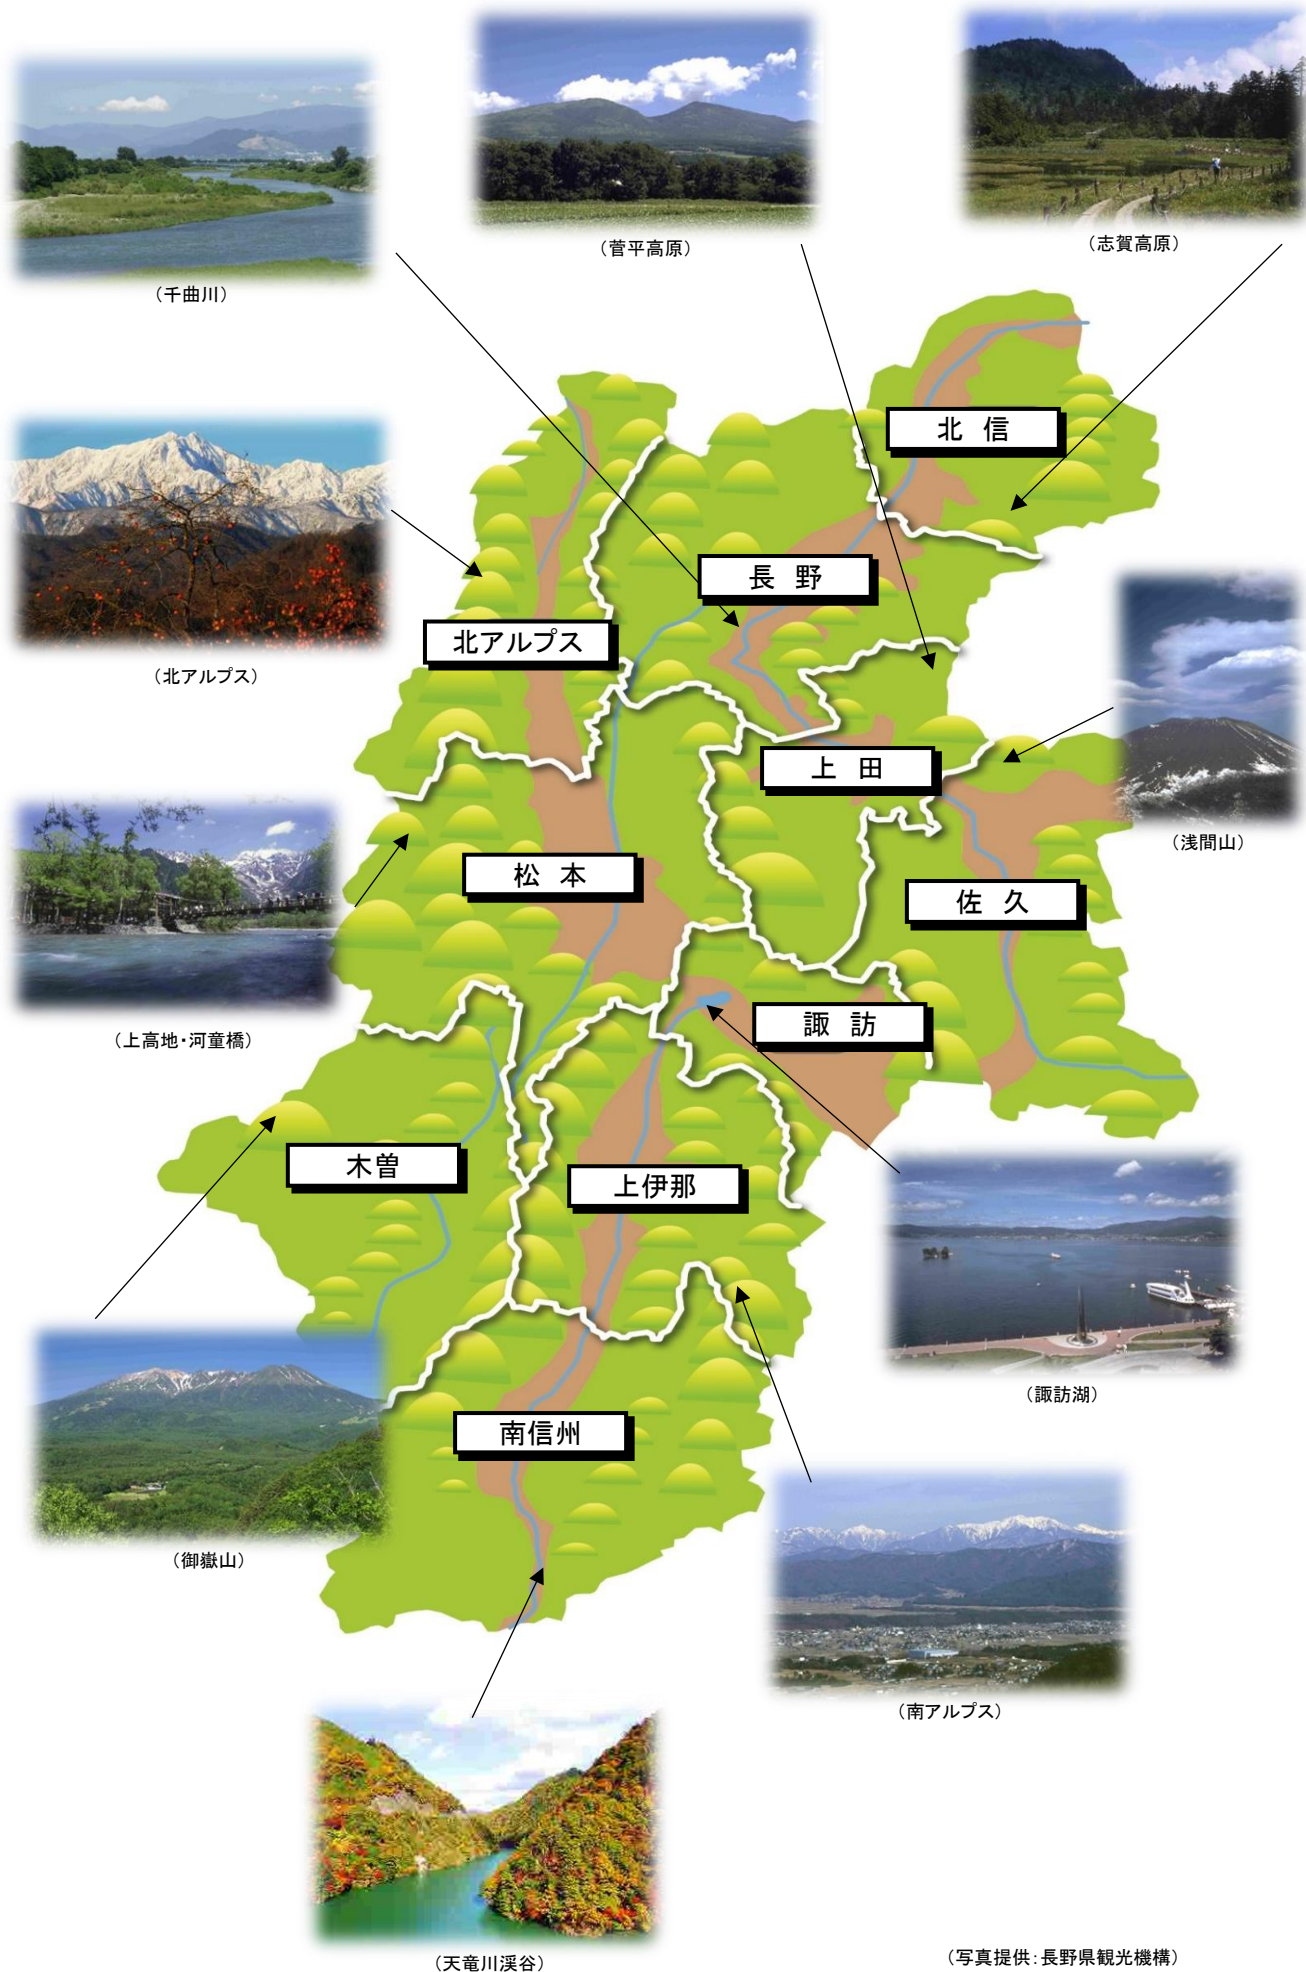 （菅平高原）
（志賀高原）
（千曲川）
北 信
長 野
北アルプス
（北アルプス）
上 田
（浅間山）
松 本
佐 久
諏 訪
（上高地・河童橋）
木曽
上伊那
（諏訪湖）
南信州
（御嶽山）
（南アルプス）
（天竜川渓谷）
（写真提供：長野県観光機構）